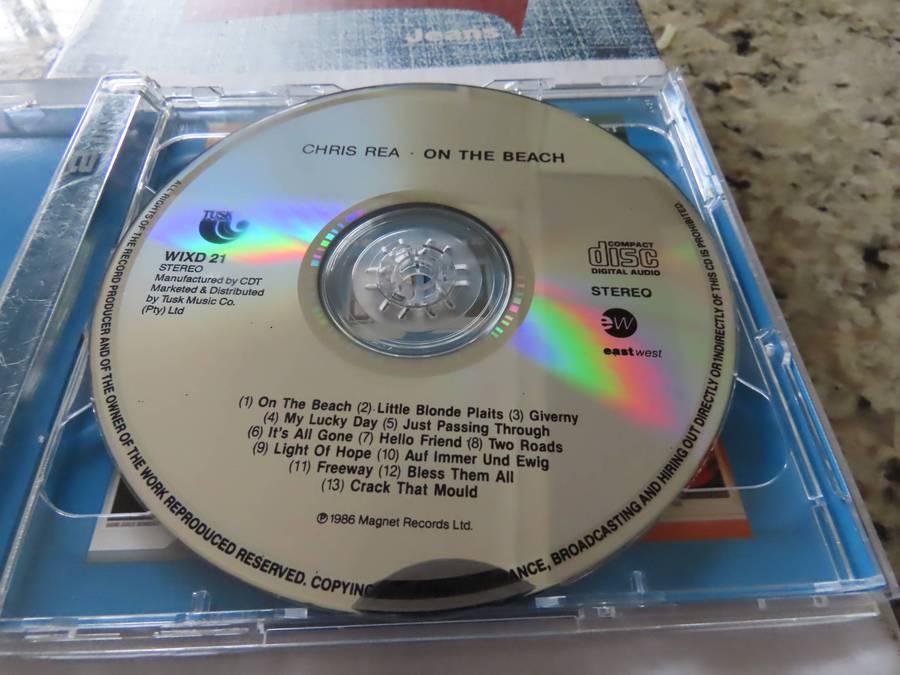 Jeans
CHRIS REA · ON THE BEACH
TUSK
WIXD 21
STEREO
Manufactured by CDT
Marketed & Distributed
by Tusk Music Co.
(Pty) Ltd
COMPACT
disc
DIGITAL AUDIO
STEREO
ew
eastwest
(1) On The Beach (2) Little Blonde Plaits (3) Giverny
(4) My Lucky Day (5) Just Passing Through
(6) It's All Gone (7) Hello Friend (8) Two Roads
(9) Light Of Hope (10) Auf Immer Und Ewig
(11) Freeway (12) Bless Them All
(13) Crack That Mould
℗ 1986 Magnet Records Ltd.
ALL RIGHTS OF THE RECORD PRODUCER AND OF THE OWNER OF THE WORK REPRODUCED RESERVED. COPYING ANCE, BROADCASTING AND HIRING OUT DIRECTLY OR INDIRECTLY OF THIS CD IS PROHIBITED